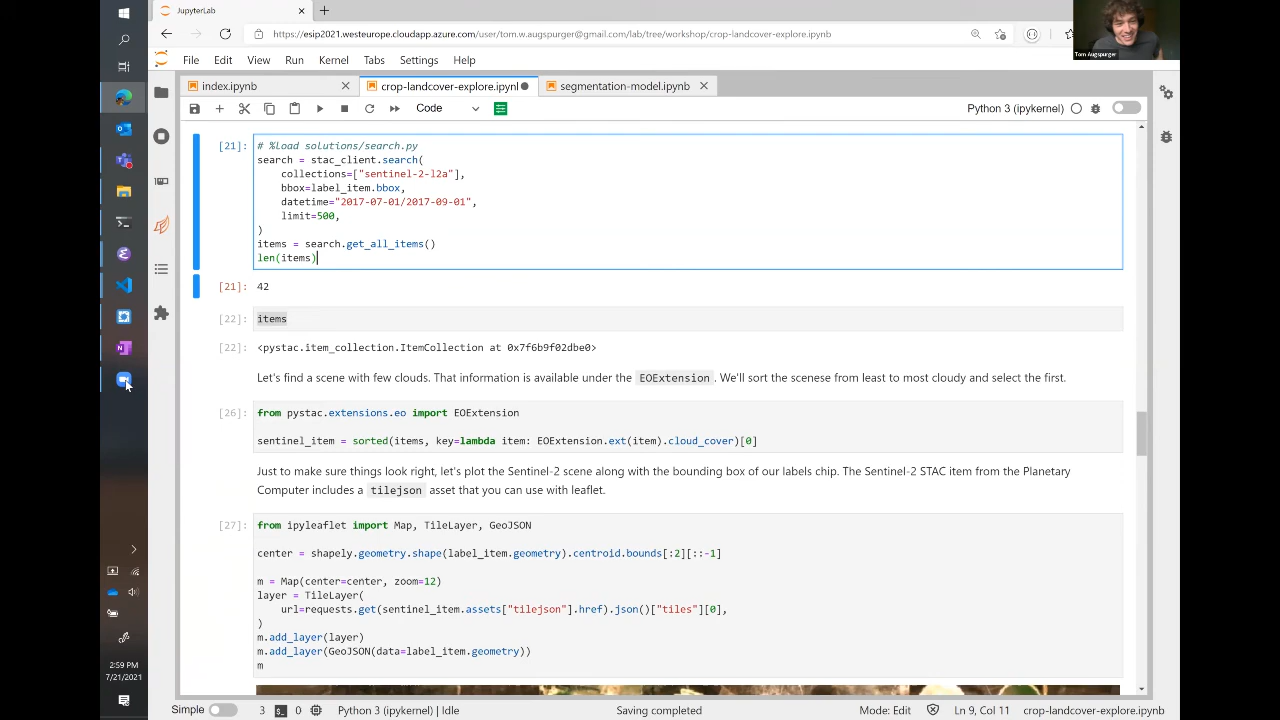 JupyterLab
https://esip2021.westeurope.cloudapp.azure.com/user/tom.w.augspurger@gmail.com/lab/tree/workshop/crop-landcover-explore.ipynb
Tom Augspurger
File Edit View Run Kernel Tabs Settings Help
index.ipynb
crop-landcover-explore.ipynl
segmentation-model.ipynb
Code
Python 3 (ipykernel)
[21]:
# %load solutions/search.py
search = stac_client.search(
collections=["sentinel-2-l2a"],
bbox=label_item.bbox,
datetime="2017-07-01/2017-09-01",
limit=500,
)
items = search.get_all_items()
len(items)
[21]: 42
[22]: items
[22]: <pystac.item_collection.ItemCollection at 0x7f6b9f02dbe0>
Let's find a scene with few clouds. That information is available under the EOExtension . We'll sort the scenese from least to most cloudy and select the first.
[26]: from pystac.extensions.eo import EOExtension
sentinel_item = sorted(items, key=lambda item: EOExtension.ext(item).cloud_cover)[0]
Just to make sure things look right, let's plot the Sentinel-2 scene along with the bounding box of our labels chip. The Sentinel-2 STAC item from the Planetary
Computer includes a tilejson asset that you can use with leaflet.
[27]: from ipyleaflet import Map, TileLayer, GeoJSON
center = shapely.geometry.shape(label_item.geometry).centroid.bounds[:2][::-1]
m = Map(center=center, zoom=12)
layer = TileLayer(
url=requests.get(sentinel_item.assets["tilejson"].href).json()["tiles"][0],
)
m.add_layer(layer)
m.add_layer(GeoJSON(data=label_item.geometry))
m
2:59 PM
7/21/2021
Simple 3 0 Python 3 (ipykernel) | Idle Saving completed Mode: Edit Ln 9, Col 11 crop-landcover-explore.ipynb